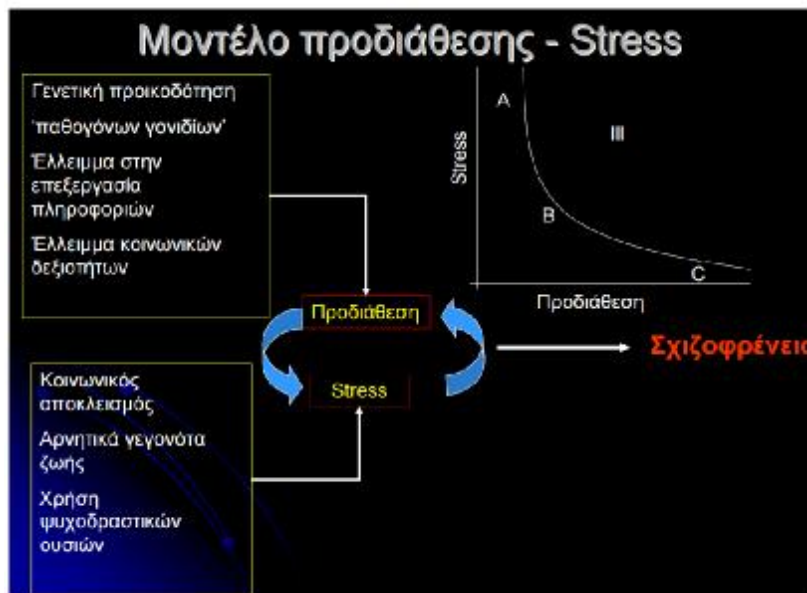 Μοντέλο προδιάθεσης - Stress
Γενετική προικοδότηση
'παθογόνων γονιδίων'
Έλλειμμα στην
επεξεργασία
πληροφοριών
Έλλειμμα κοινωνικών
δεξιοτήτων
Stress
A
III
B
C
Προδιάθεση
Προδιάθεση
Stress
Σχιζοφρένεια
Κοινωνικός
αποκλεισμός
Αρνητικά γεγονότα
ζωής
Χρήση
ψυχοδραστικών
ουσιών